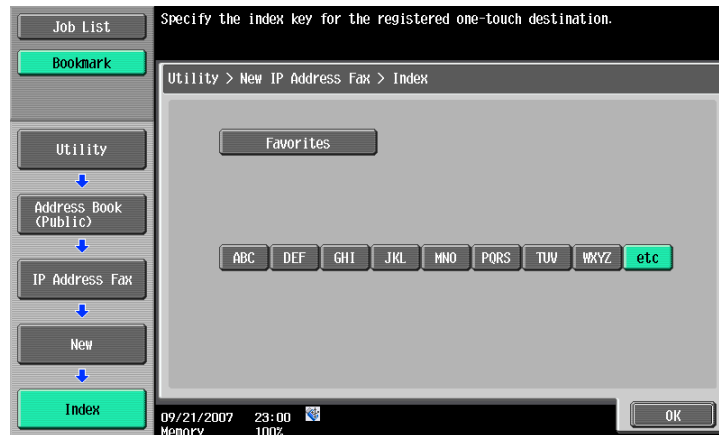 Job List
Bookmark
Specify the index key for the registered one-touch destination.
Utility > New IP Address Fax > Index
Utility
Address Book
(Public)
IP Address Fax
New
Index
Favorites
ABC DEF GHI JKL MNO PQRS TUV WXYZ etc
09/21/2007 23:00
Memory 100%
OK